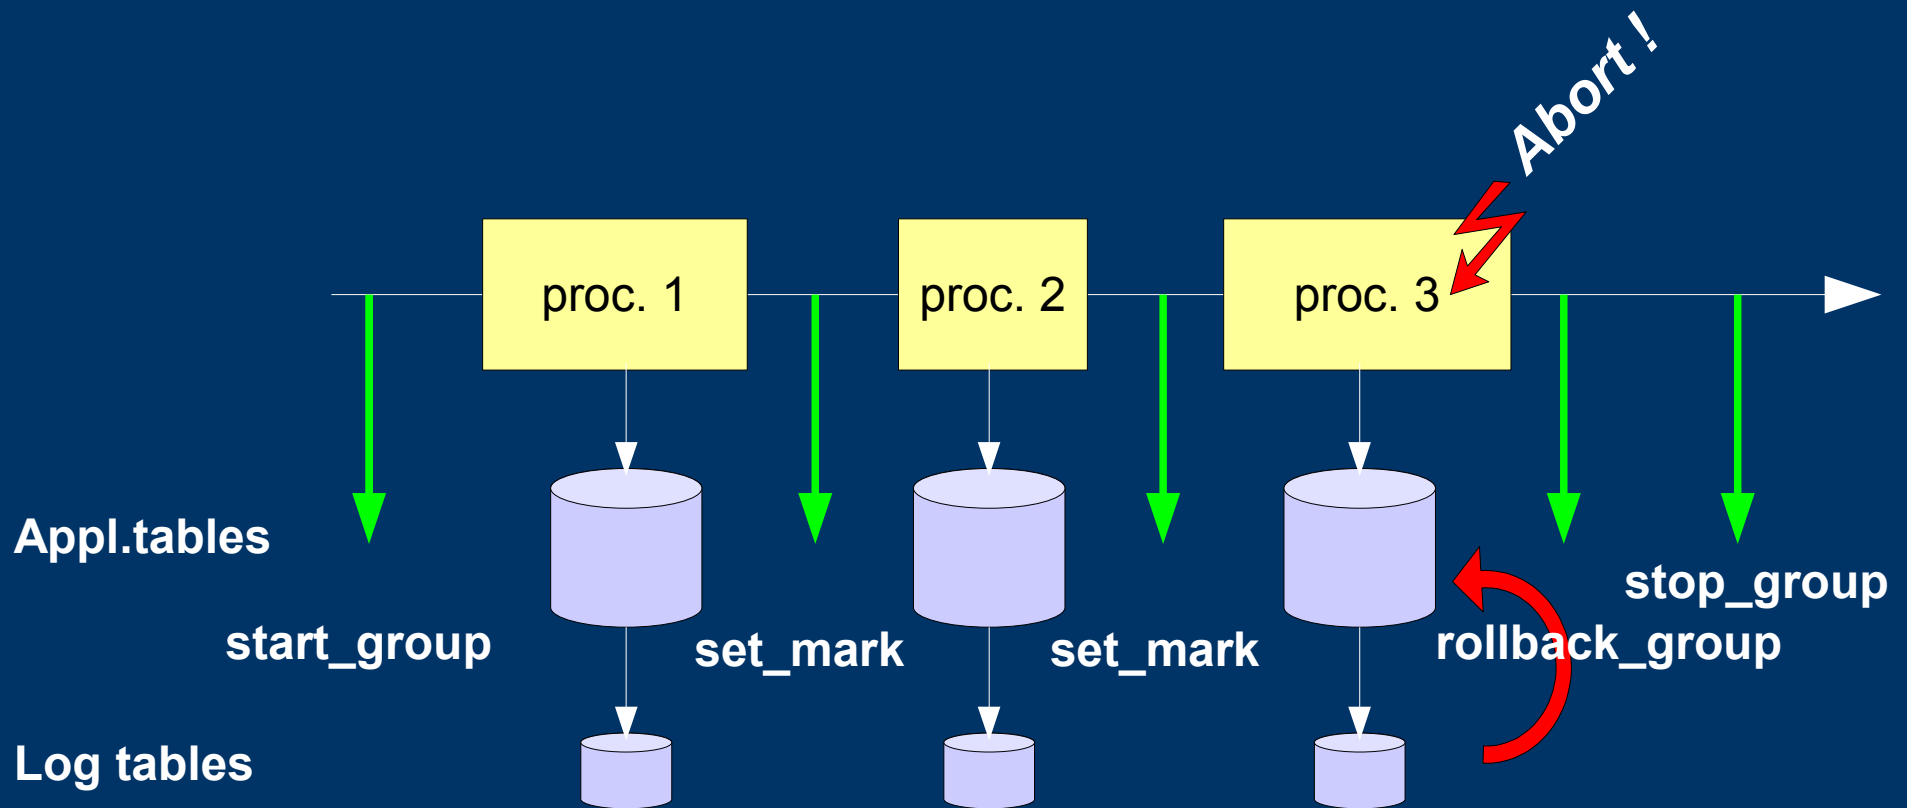 Abort !
proc. 1
proc. 2
proc. 3
Appl.tables
stop_group
start_group
set_mark
set_mark
rollback_group
Log tables